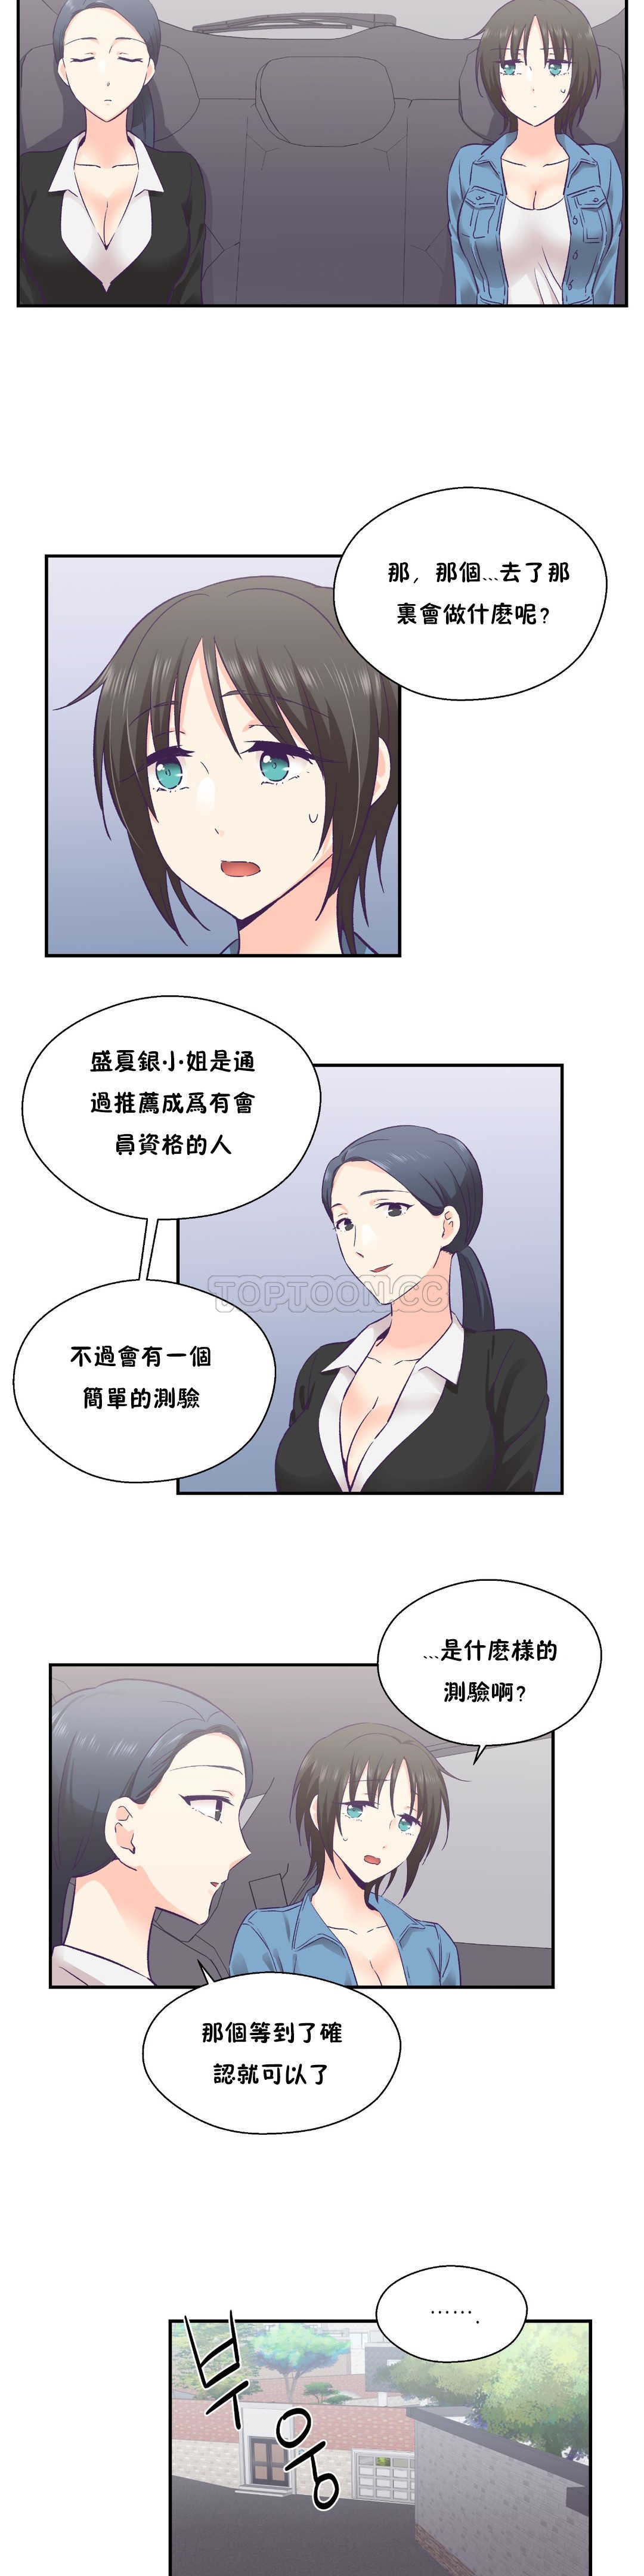 那，那個...去了那
裏會做什麽呢?
盛夏銀小姐是通
過推薦成爲有會
員資格的人
TOPTOON.CC
不過會有一個
簡單的測驗
...是什麽樣的
測驗啊?
那個等到了確
認就可以了
…….
부웅